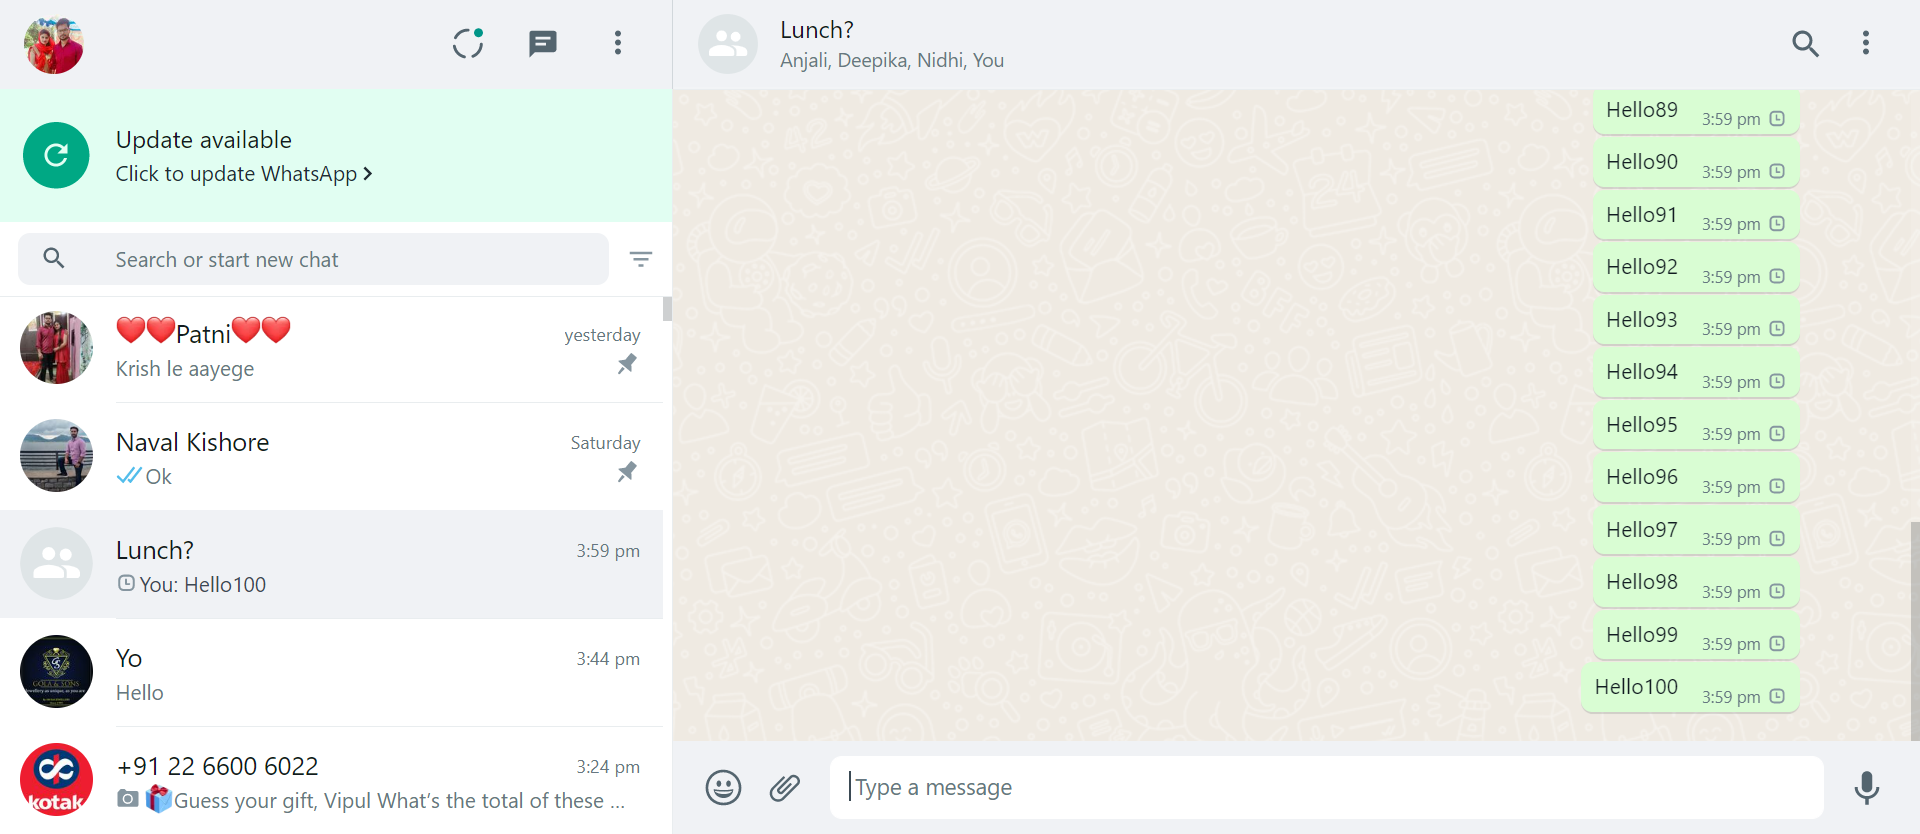 Update available
Click to update WhatsApp
Search or start new chat
❤️❤️Patni❤️❤️ yesterday
Krish le aayege
Naval Kishore Saturday
Ok
Lunch? 3:59 pm
You: Hello100
Yo 3:44 pm
Hello
GOLA & SONS
+91 22 6600 6022 3:24 pm
🎁Guess your gift, Vipul What's the total of these ...
kotak
Lunch?
Anjali, Deepika, Nidhi, You
Hello89 3:59 pm
Hello90 3:59 pm
Hello91 3:59 pm
Hello92 3:59 pm
Hello93 3:59 pm
Hello94 3:59 pm
Hello95 3:59 pm
Hello96 3:59 pm
Hello97 3:59 pm
Hello98 3:59 pm
Hello99 3:59 pm
Hello100 3:59 pm
Type a message